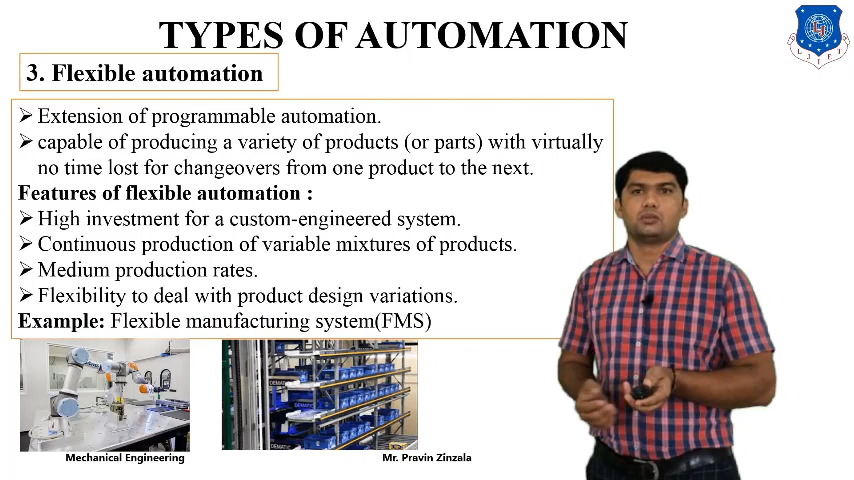 TYPES OF AUTOMATION
3. Flexible automation
➢ Extension of programmable automation.
➢ capable of producing a variety of products (or parts) with virtually
no time lost for changeovers from one product to the next.
Features of flexible automation :
➢ High investment for a custom-engineered system.
➢ Continuous production of variable mixtures of products.
➢ Medium production rates.
➢ Flexibility to deal with product design variations.
Example: Flexible manufacturing system(FMS)
DEMATIC
DEMATIC
DEMATIC
Mechanical Engineering
Mr. Pravin Zinzala